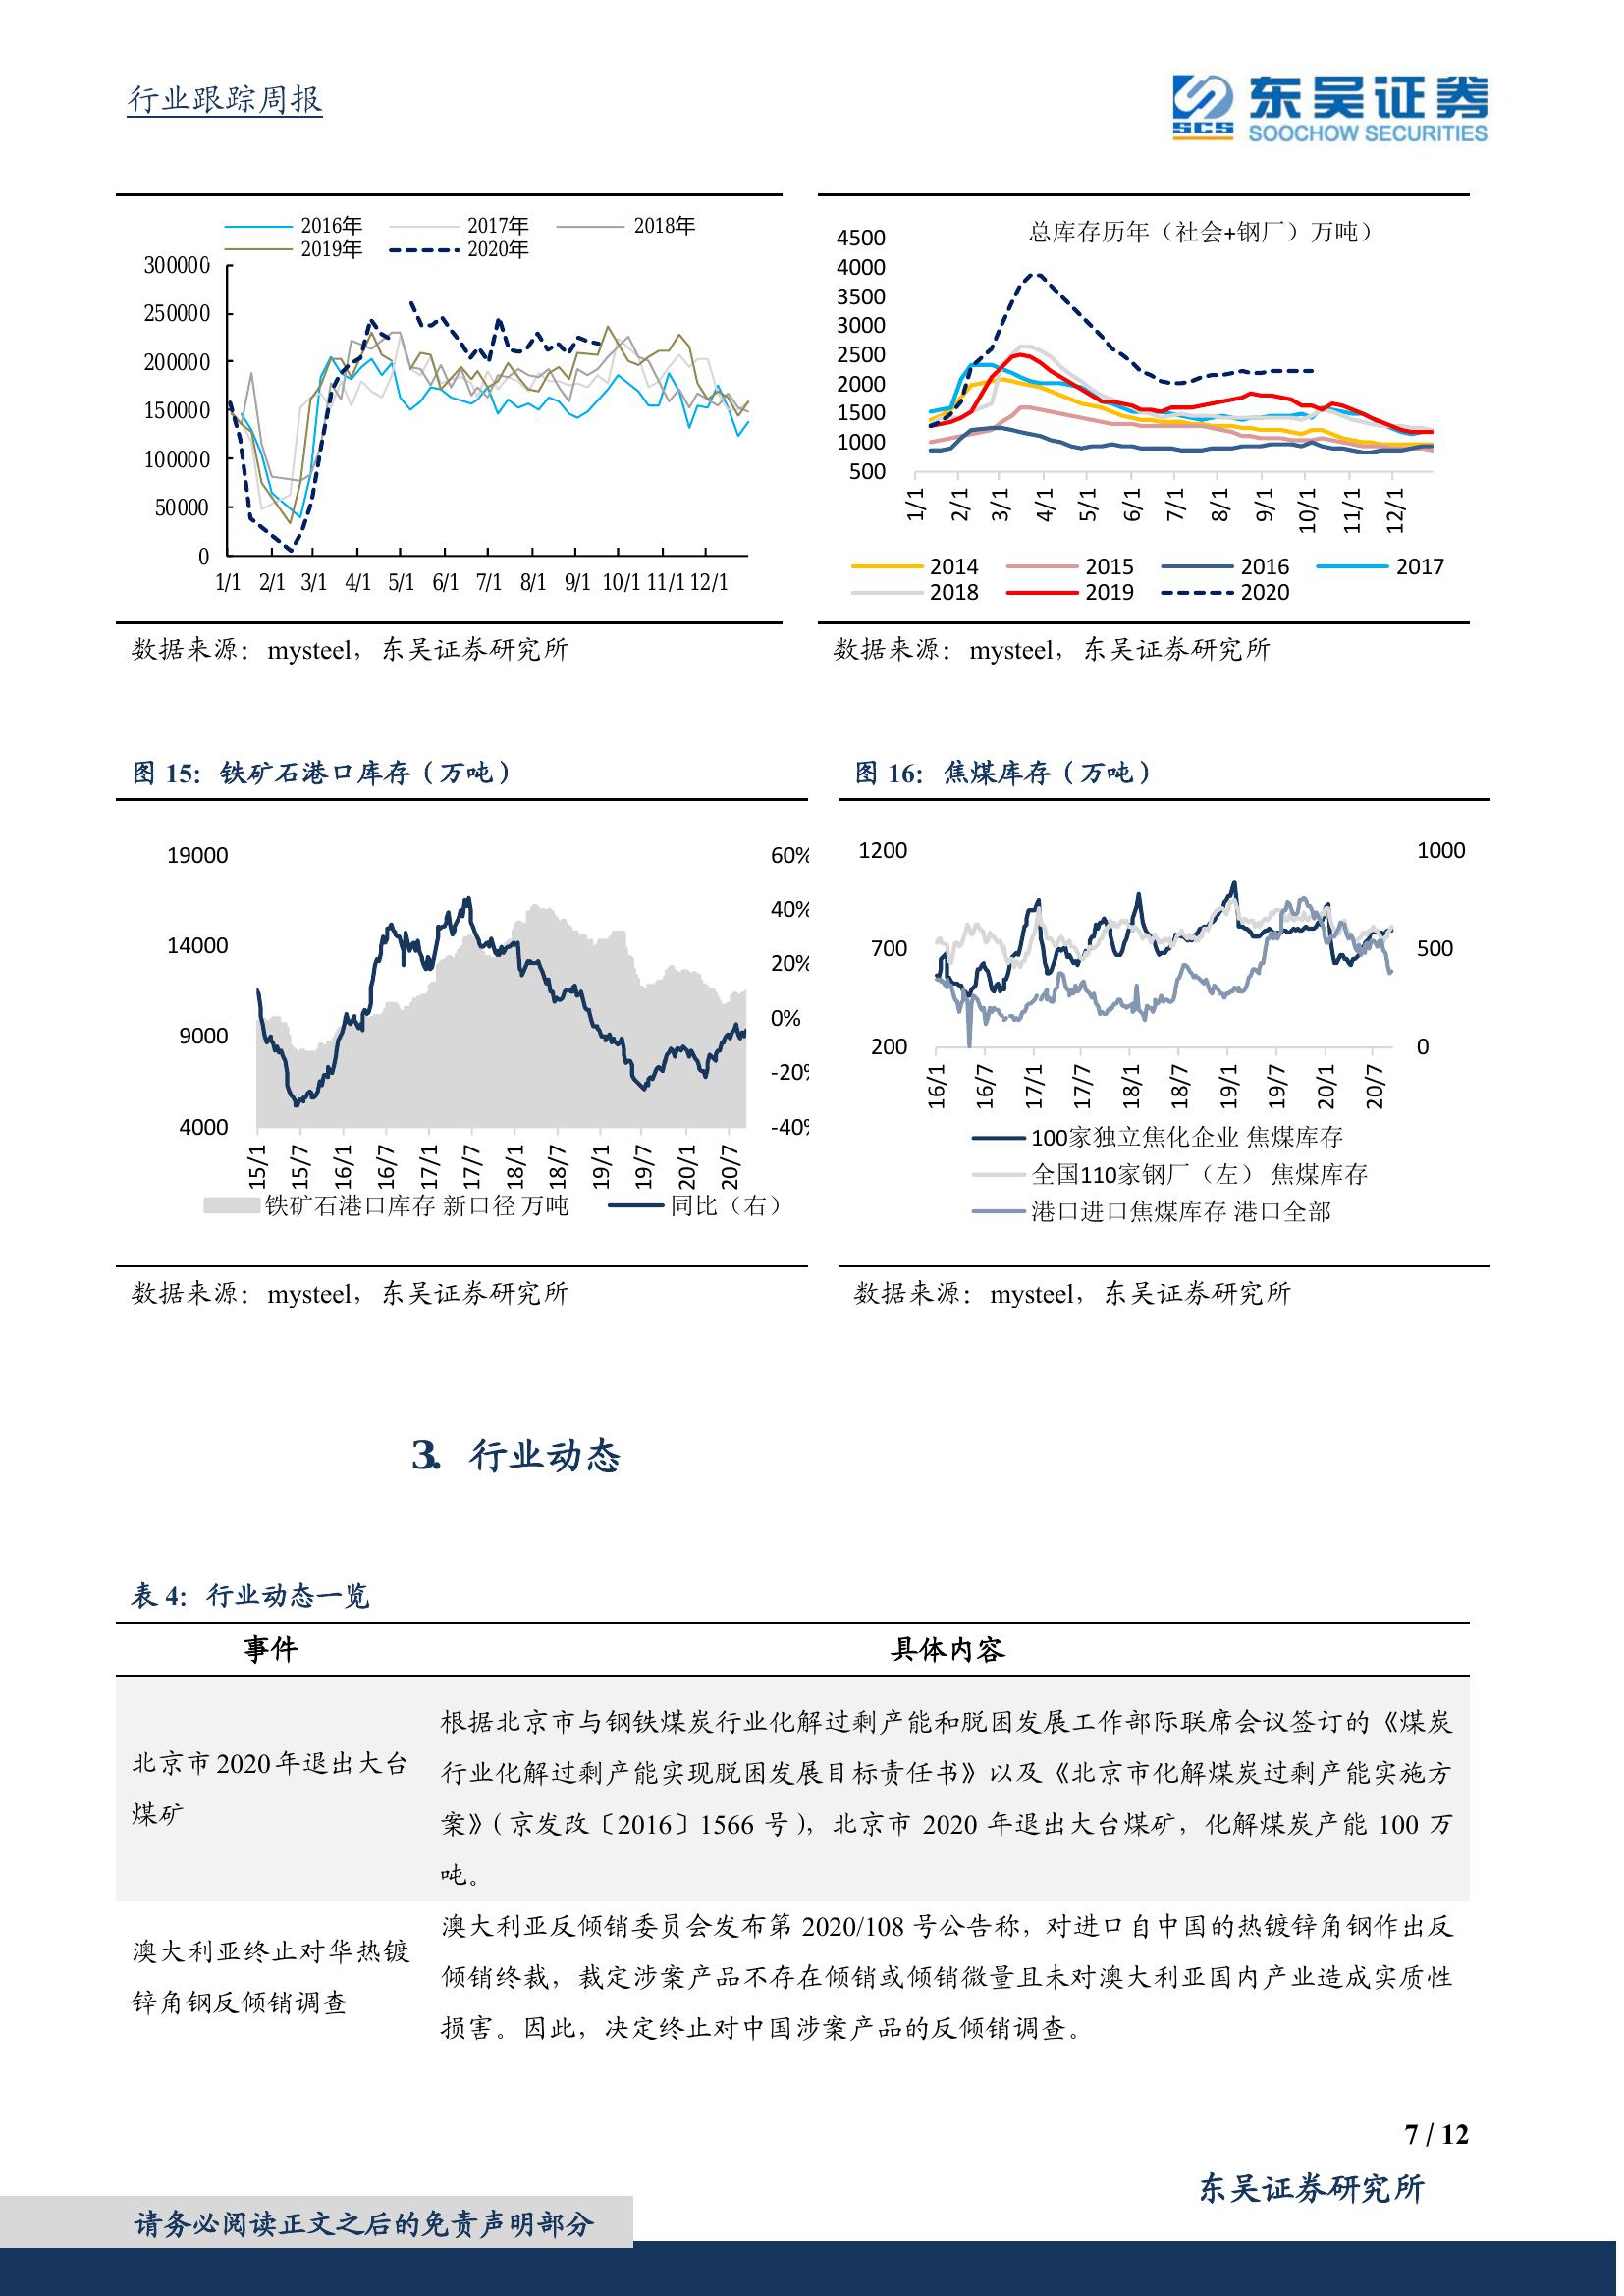 行业跟踪周报
SCS 东吴证券
SOOCHOW SECURITIES
2016年 2017年 2018年
2019年 2020年
300000
250000
200000
150000
100000
50000
0
1/1 2/1 3/1 4/1 5/1 6/1 7/1 8/1 9/1 10/1 11/1 12/1
总库存历年（社会+钢厂）万吨）
4500
4000
3500
3000
2500
2000
1500
1000
500
1/1 2/1 3/1 4/1 5/1 6/1 7/1 8/1 9/1 10/1 11/1 12/1
2014 2015 2016 2017
2018 2019 2020
数据来源：mysteel，东吴证券研究所
数据来源：mysteel，东吴证券研究所
图 15：铁矿石港口库存（万吨）
19000
14000
9000
4000
60%
40%
20%
0%
-20%
-40%
15/1 15/7 16/1 16/7 17/1 17/7 18/1 18/7 19/1 19/7 20/1 20/7
铁矿石港口库存 新口径 万吨 同比（右）
数据来源：mysteel，东吴证券研究所
图 16：焦煤库存（万吨）
1200
700
200
1000
500
0
16/1 16/7 17/1 17/7 18/1 18/7 19/1 19/7 20/1 20/7
100家独立焦化企业 焦煤库存
全国110家钢厂（左） 焦煤库存
港口进口焦煤库存 港口全部
数据来源：mysteel，东吴证券研究所
3. 行业动态
表 4：行业动态一览
事件 具体内容
北京市 2020 年退出大台
煤矿
根据北京市与钢铁煤炭行业化解过剩产能和脱困发展工作部际联席会议签订的《煤炭
行业化解过剩产能实现脱困发展目标责任书》以及《北京市化解煤炭过剩产能实施方
案》（京发改〔2016〕1566 号），北京市 2020 年退出大台煤矿，化解煤炭产能 100 万
吨。
澳大利亚终止对华热镀
锌角钢反倾销调查
澳大利亚反倾销委员会发布第 2020/108 号公告称，对进口自中国的热镀锌角钢作出反
倾销终裁，裁定涉案产品不存在倾销或倾销微量且未对澳大利亚国内产业造成实质性
损害。因此，决定终止对中国涉案产品的反倾销调查。
7 / 12
东吴证券研究所
请务必阅读正文之后的免责声明部分